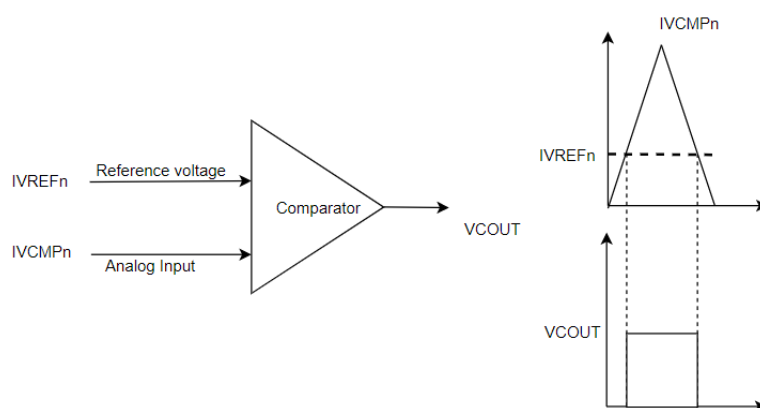 IVREFn
Reference voltage
IVCMPn
Analog Input
Comparator
VCOUT
IVCMPn
IVREFn
VCOUT